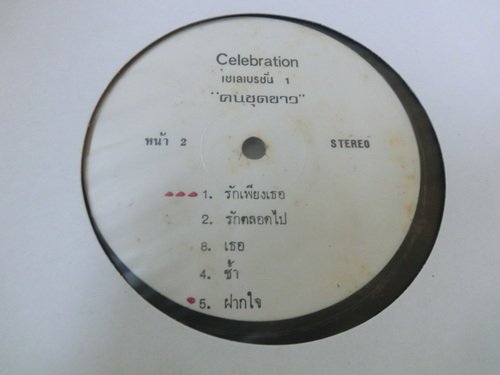 Celebration
เซเลเบรชั่น 1
"คนชุดขาว"
หน้า 2
STEREO
1. รักเพียงเธอ
2. รักตลอดไป
3. เธอ
4. ช้ำ
5. ฝากใจ